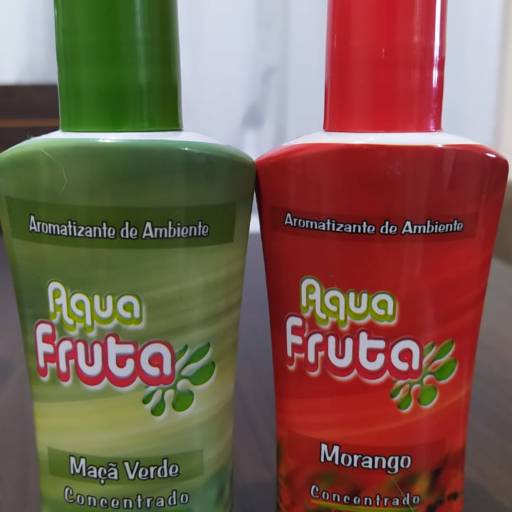 Aromatizante de Ambiente
Aqua
Fruta
Maçã Verde
Concentrado
Aromatizante de Ambiente
Aqua
Fruta
Morango
Concentrado